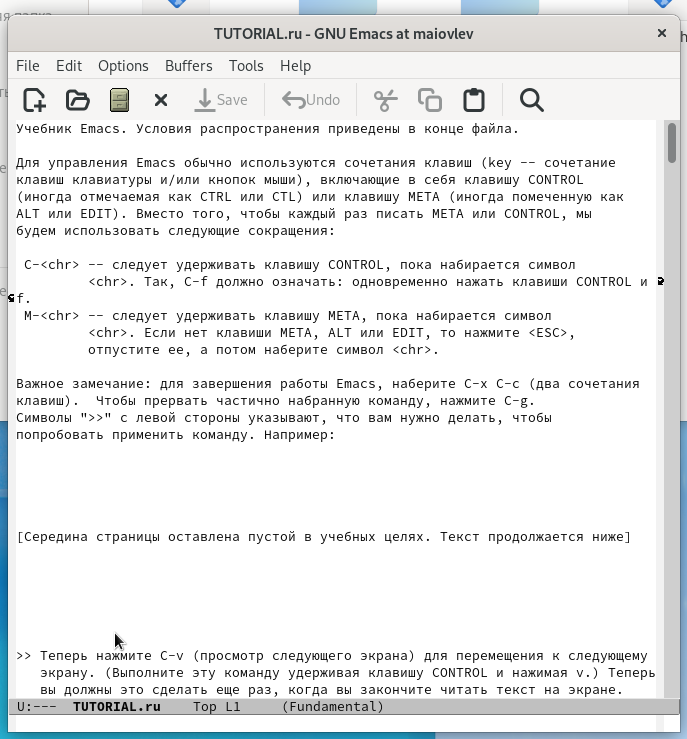 TUTORIAL.ru - GNU Emacs at maiovlev
File Edit Options Buffers Tools Help
Save Undo
Учебник Emacs. Условия распространения приведены в конце файла.
Для управления Emacs обычно используются сочетания клавиш (key -- сочетание
клавиш клавиатуры и/или кнопок мыши), включающие в себя клавишу CONTROL
(иногда отмечаемая как CTRL или CTL) или клавишу META (иногда помеченную как
ALT или EDIT). Вместо того, чтобы каждый раз писать META или CONTROL, мы
будем использовать следующие сокращения:
C-<chr> -- следует удерживать клавишу CONTROL, пока набирается символ
<chr>. Так, C-f должно означать: одновременно нажать клавиши CONTROL и
f.
M-<chr> -- следует удерживать клавишу META, пока набирается символ
<chr>. Если нет клавиши META, ALT или EDIT, то нажмите <ESC>,
отпустите ее, а потом наберите символ <chr>.
Важное замечание: для завершения работы Emacs, наберите C-x C-c (два сочетания
клавиш).  Чтобы прервать частично набранную команду, нажмите C-g.
Символы ">>" с левой стороны указывают, что вам нужно делать, чтобы
попробовать применить команду. Например:
[Середина страницы оставлена пустой в учебных целях. Текст продолжается ниже]
>> Теперь нажмите C-v (просмотр следующего экрана) для перемещения к следующему
экрану. (Выполните эту команду удерживая клавишу CONTROL и нажимая v.) Теперь
вы должны это сделать еще раз, когда вы закончите читать текст на экране.
U:--- TUTORIAL.ru Top L1 (Fundamental)